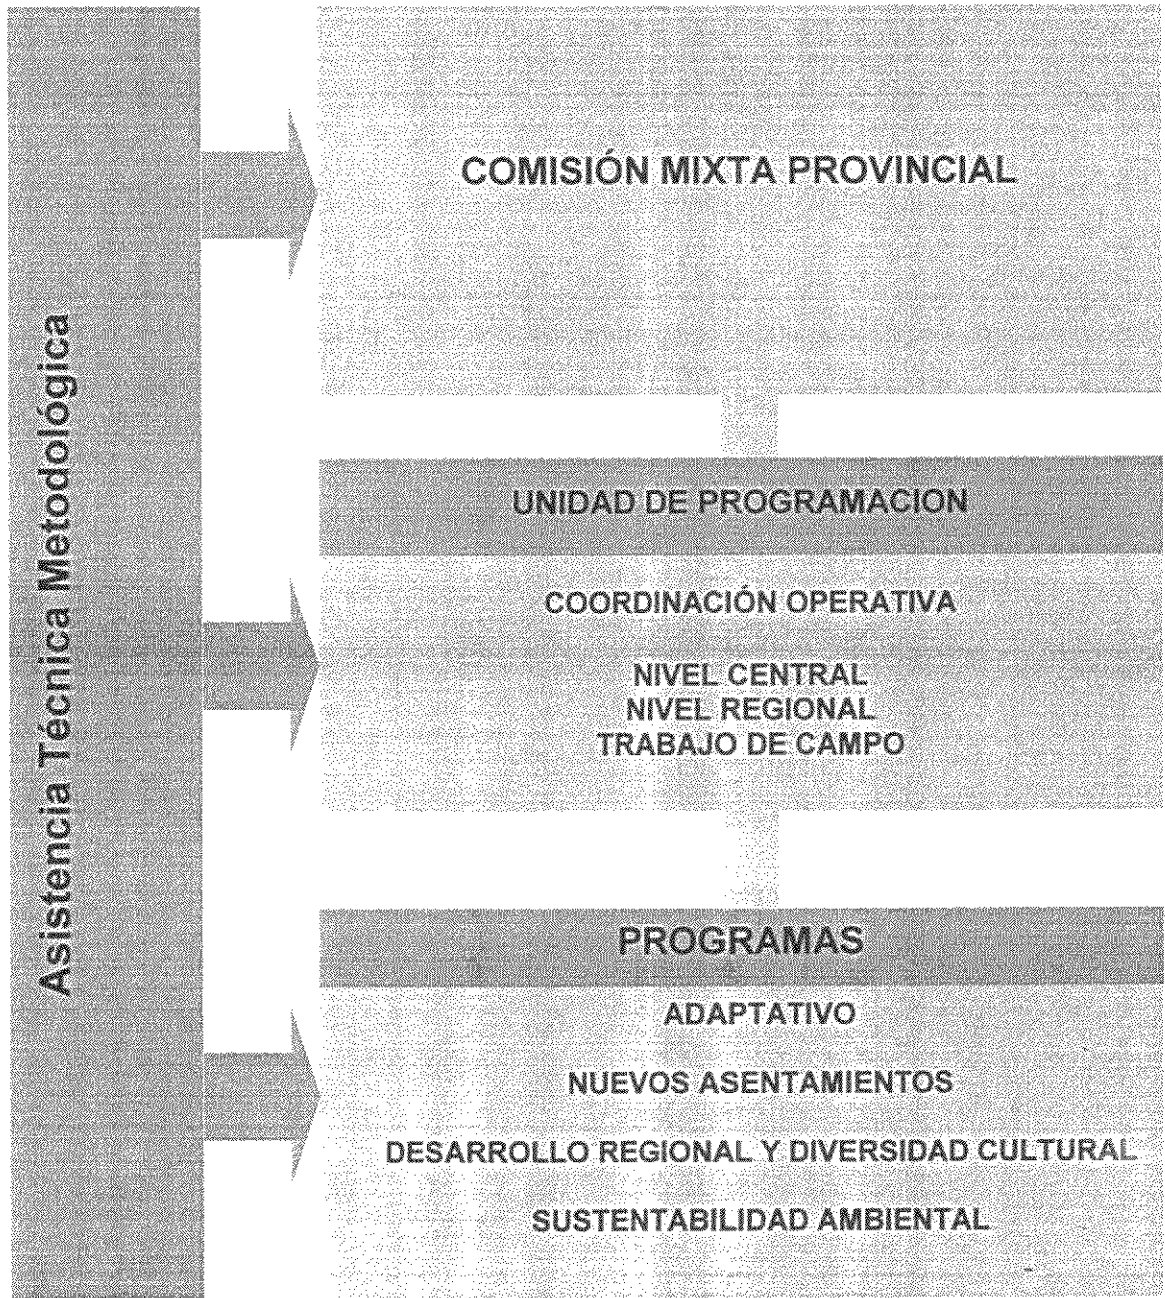 Asistencia Técnica Metodológica
COMISIÓN MIXTA PROVINCIAL
UNIDAD DE PROGRAMACION
COORDINACIÓN OPERATIVA
NIVEL CENTRAL
NIVEL REGIONAL
TRABAJO DE CAMPO
PROGRAMAS
ADAPTATIVO
NUEVOS ASENTAMIENTOS
DESARROLLO REGIONAL Y DIVERSIDAD CULTURAL
SUSTENTABILIDAD AMBIENTAL